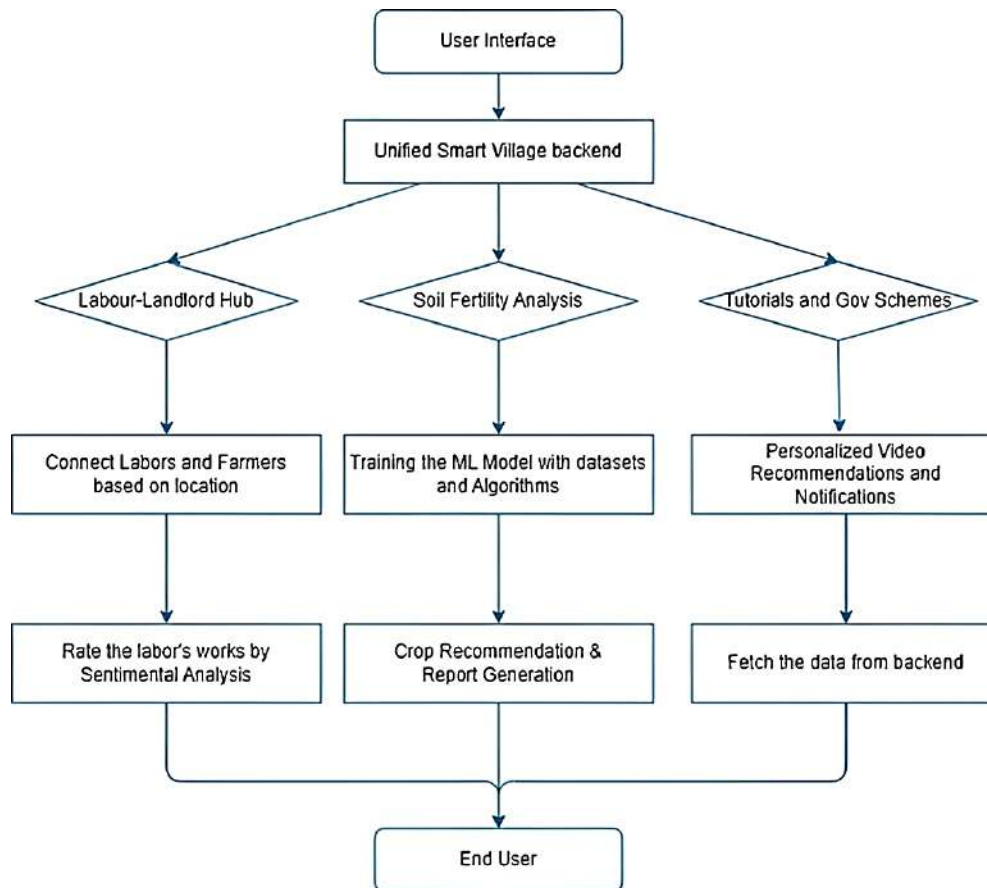 User Interface
Unified Smart Village backend
Labour-Landlord Hub
Soil Fertility Analysis
Tutorials and Gov Schemes
Connect Labors and Farmers
based on location
Training the ML Model with datasets
and Algorithms
Personalized Video
Recommendations and
Notifications
Rate the labor's works by
Sentimental Analysis
Crop Recommendation &
Report Generation
Fetch the data from backend
End User